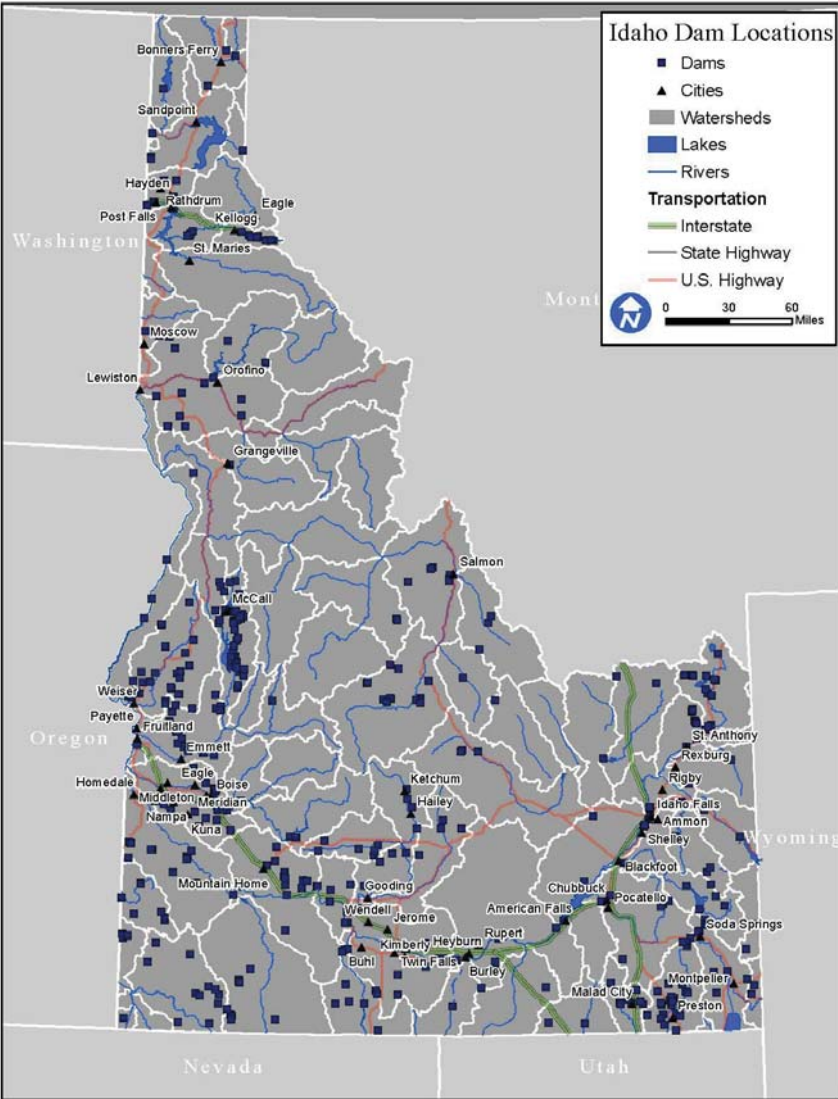 Idaho Dam Locations
Dams
Cities
Watersheds
Lakes
Rivers
Transportation
Interstate
State Highway
U.S. Highway
N
0 30 60
Miles
Bonners Ferry
Sandpoint
Hayden
Rathdrum
Post Falls
Kellogg
Eagle
Washington
St. Maries
Mont
Moscow
Lewiston
Orofino
Grangeville
Salmon
McCall
Weiser
Payette
Fruitland
Oregon
Emmett
St. Anthony
Rexburg
Rigby
Homedale
Eagle
Boise
Middleton
Meridian
Nampa
Kuna
Ketchum
Hailey
Idaho Falls
Ammon
Shelley
Wyoming
Blackfoot
Mountain Home
Gooding
Chubbuck
Pocatello
Wendell
Jerome
American Falls
Soda Springs
Kimberly
Heyburn
Rupert
Buhl
Twin Falls
Burley
Montpelier
Malad City
Preston
Nevada
Utah